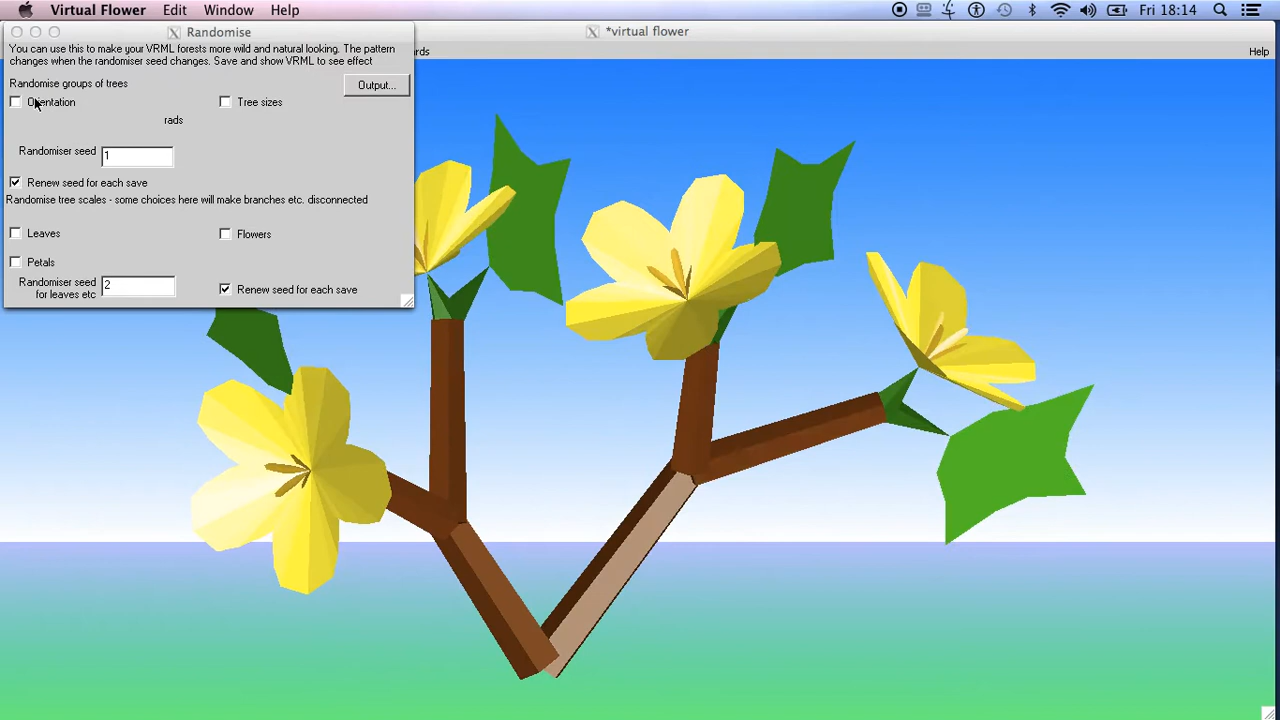 Virtual Flower Edit Window Help Fri 18:14
Randomise
*virtual flower
rds Help
You can use this to make your VRML forests more wild and natural looking. The pattern
changes when the randomiser seed changes. Save and show VRML to see effect
Randomise groups of trees
Output...
Orientation Tree sizes
rads
Randomiser seed 1
Renew seed for each save
Randomise tree scales - some choices here will make branches etc. disconnected
Leaves Flowers
Petals
Randomiser seed 2
for leaves etc
Renew seed for each save